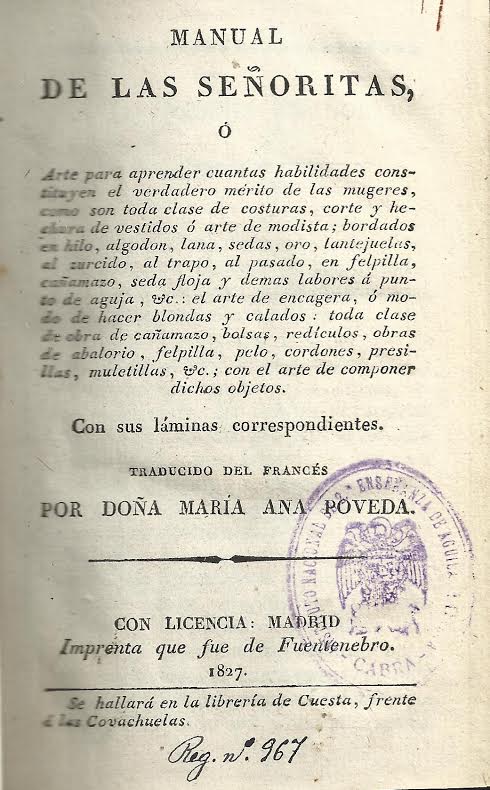 MANUAL
DE LAS SEÑORITAS,
Ó
Arte para aprender cuantas habilidades cons-
tituyen el verdadero mérito de las mugeres,
como son toda clase de costuras, corte y he-
chura de vestidos ó arte de modista; bordados
en hilo, algodon, lana, sedas, oro, lantejuelas,
al zurcido, al trapo, al pasado, en felpilla,
cañamazo, seda floja y demas labores á pun-
to de aguja, &c.: el arte de encagera, ó mo-
do de hacer blondas y calados: toda clase
de obra de cañamazo, bolsas, redículos, obras
de abalorio, felpilla, pelo, cordones, presi-
llas, muletillas, &c.; con el arte de componer
dichos objetos.
Con sus láminas correspondientes.
TRADUCIDO DEL FRANCÉS
POR DOÑA MARÍA ANA POVEDA.
CON LICENCIA: MADRID
Imprenta que fue de Fuentenebro.
1827.
Se hallará en la librería de Cuesta, frente
á las Covachuelas.
Reg. nº. 967
NACIONAL ENSEÑANZA DE AGUILA
CABRA